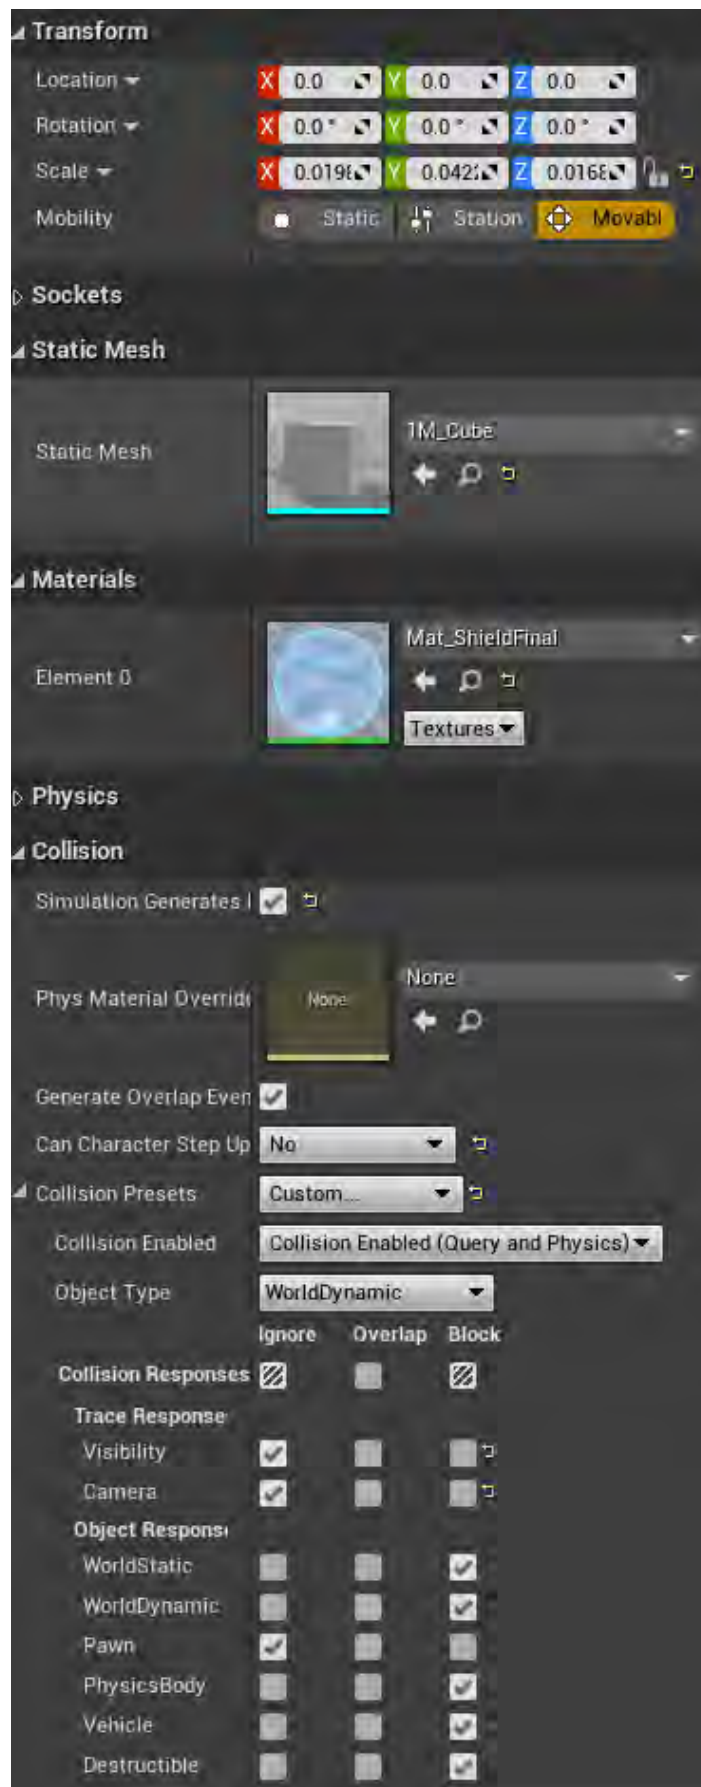 Transform
Location X 0.0 Y 0.0 Z 0.0
Rotation X 0.0 ° Y 0.0 ° Z 0.0 °
Scale X 0.0198 Y 0.042 Z 0.0168
Mobility Static Station Movabl
Sockets
Static Mesh
Static Mesh 1M_Cube
Materials
Element 0 Mat_ShieldFinal
Textures
Physics
Collision
Simulation Generates
Phys Material Override None None
Generate Overlap Even
Can Character Step Up No
Collision Presets Custom...
Collision Enabled Collision Enabled (Query and Physics)
Object Type WorldDynamic
Ignore Overlap Block
Collision Responses
Trace Response
Visibility
Camera
Object Respons
WorldStatic
WorldDynamic
Pawn
PhysicsBody
Vehicle
Destructible